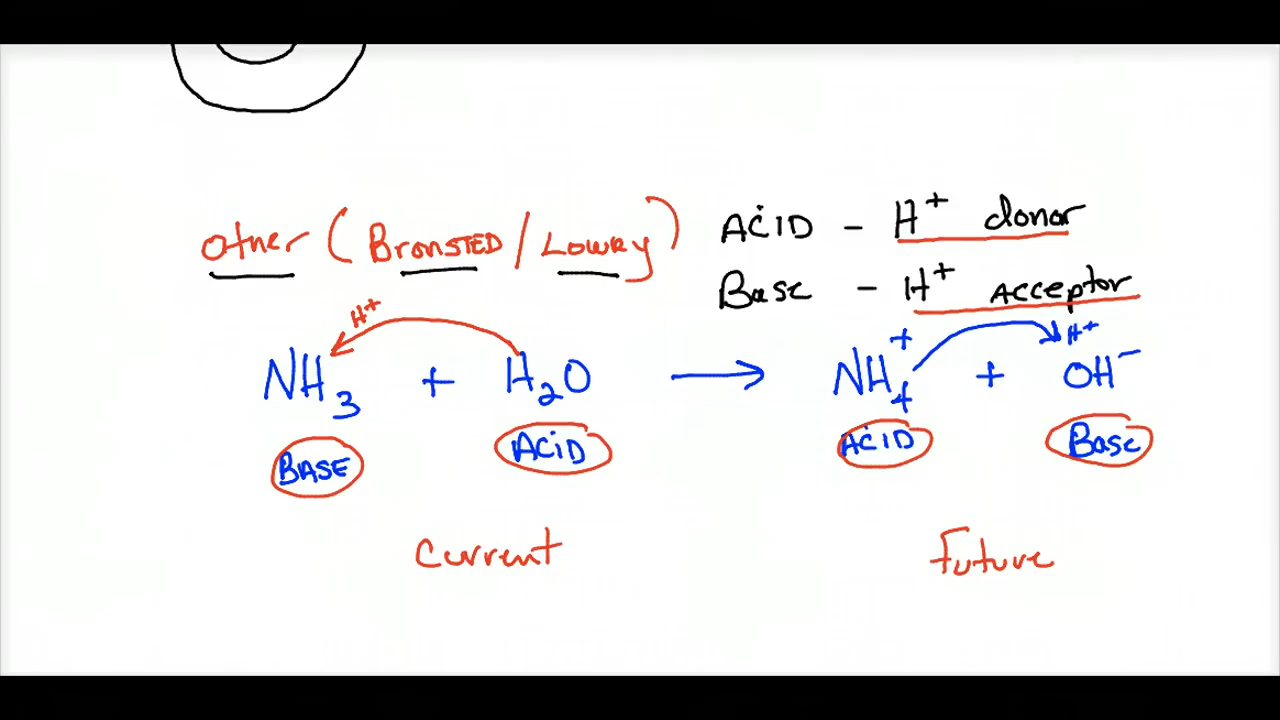 Other (Bronsted / Lowry)
ACID - H⁺ donor
Base - H⁺ acceptor
H⁺
H⁺
NH₃ + H₂O → NH₄⁺ + OH⁻
BASE ACID ACID Base
Current Future